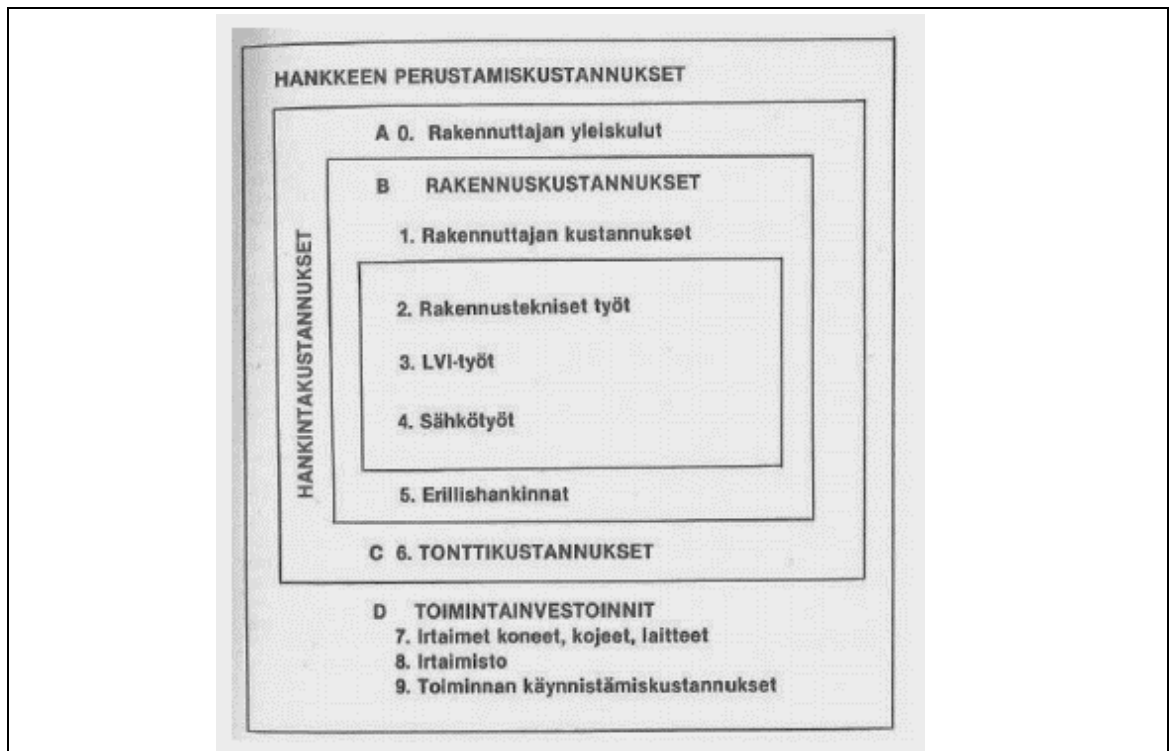 HANKKEEN PERUSTAMISKUSTANNUKSET
HANKINTAKUSTANNUKSET
A 0. Rakennuttajan yleiskulut
B RAKENNUSKUSTANNUKSET
1. Rakennuttajan kustannukset
2. Rakennustekniset työt
3. LVI-työt
4. Sähkötyöt
5. Erillishankinnat
C 6. TONTTIKUSTANNUKSET
D TOIMINTAINVESTOINNIT
7. Irtaimet koneet, kojeet, laitteet
8. Irtaimisto
9. Toiminnan käynnistämiskustannukset